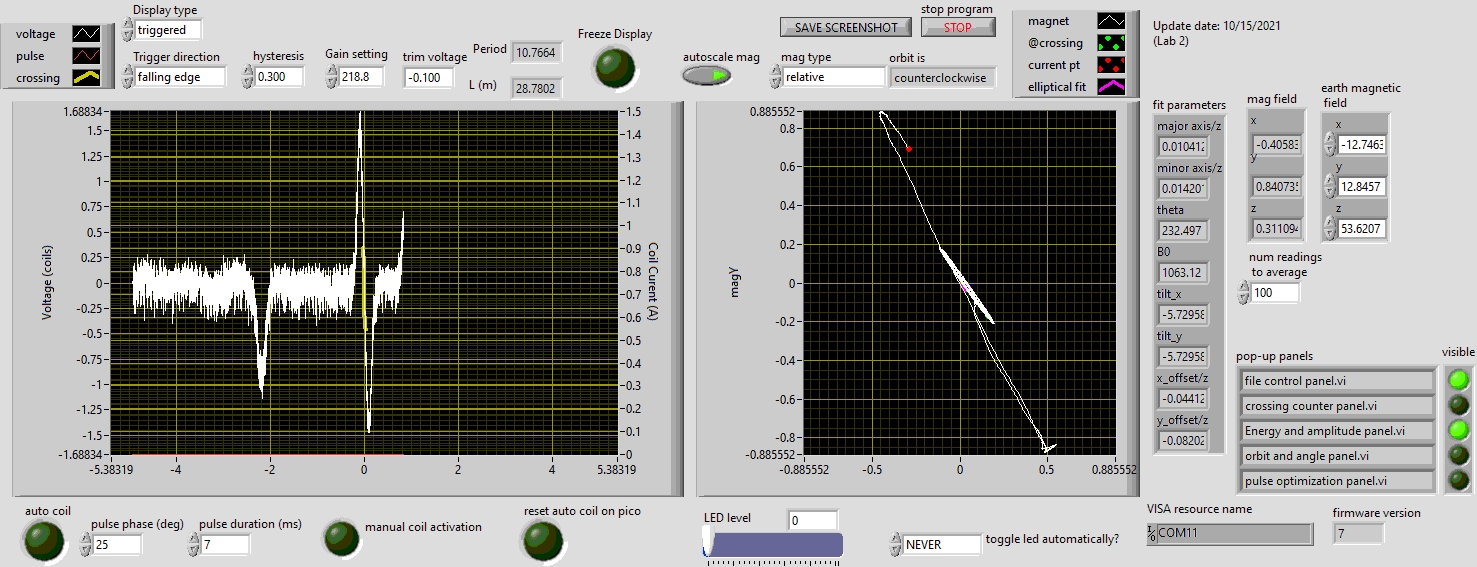 voltage
pulse
crossing
Display type
triggered
Trigger direction
falling edge
hysteresis
0.300
Gain setting
218.8
trim voltage
-0.100
Period
10.7664
L (m)
28.7802
Freeze Display
autoscale mag
SAVE SCREENSHOT
stop program
STOP
mag type
relative
orbit is
counterclockwise
magnet
@crossing
current pt
elliptical fit
Update date: 10/15/2021
(Lab 2)
Voltage (coils)
1.68834
1.5
1.25
1
0.75
0.5
0.25
0
-0.25
-0.5
-0.75
-1
-1.25
-1.5
-1.68834
-5.38319
-4
-2
0
2
4
5.38319
1.5
1.4
1.3
1.2
1.1
1
0.9
0.8
0.7
0.6
0.5
0.4
0.3
0.2
0.1
0
Coil Current (A)
magY
0.885552
0.8
0.6
0.4
0.2
0
-0.2
-0.4
-0.6
-0.8
-0.885552
-0.885552
-0.5
0
0.5
0.885552
fit parameters
major axis/z
0.010412
minor axis/z
0.01420
theta
232.497
B0
1063.12
tilt_x
-5.72958
tilt_y
-5.72958
x_offset/z
-0.04412
y_offset/z
-0.08202
mag field
x
-0.40583
y
0.840735
z
0.311094
earth magnetic
field
x
-12.7463
y
12.8457
z
53.6207
num readings
to average
100
pop-up panels
visible
file control panel.vi
crossing counter panel.vi
Energy and amplitude panel.vi
orbit and angle panel.vi
pulse optimization panel.vi
auto coil
pulse phase (deg)
25
pulse duration (ms)
7
manual coil activation
reset auto coil on pico
LED level
0
NEVER
toggle led automatically?
VISA resource name
COM11
firmware version
7